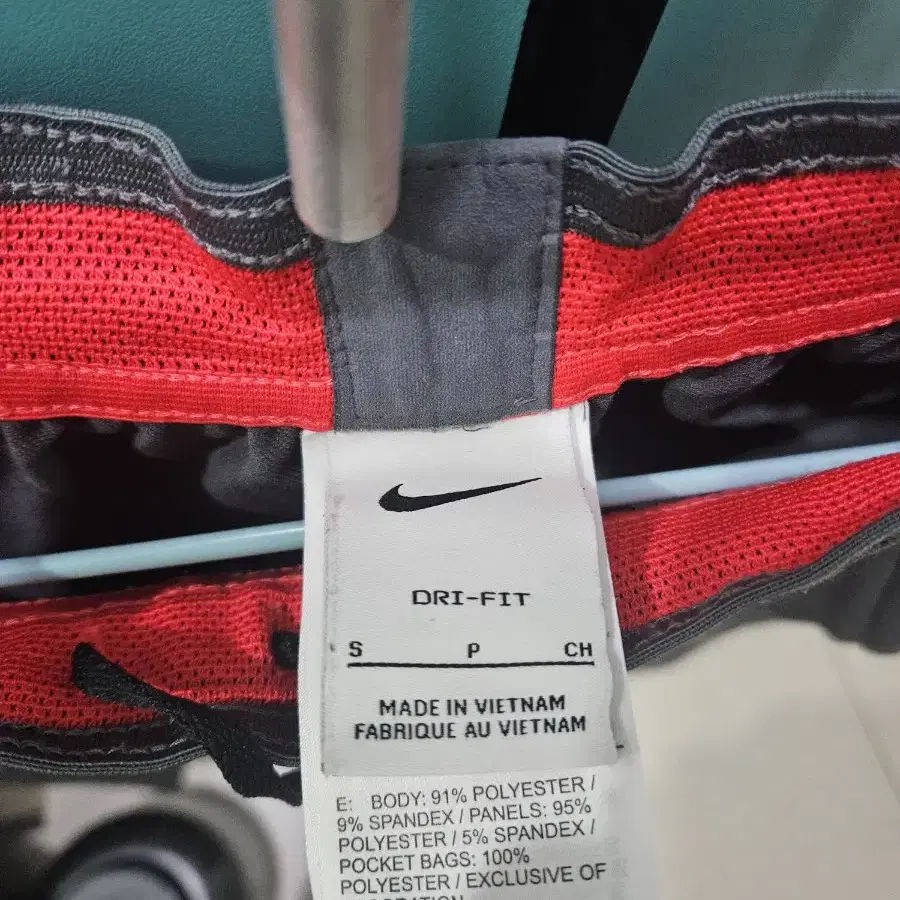 DRI-FIT
S P CH
MADE IN VIETNAM
FABRIQUE AU VIETNAM
E: BODY: 91% POLYESTER /
9% SPANDEX / PANELS: 95%
POLYESTER / 5% SPANDEX /
POCKET BAGS: 100%
POLYESTER / EXCLUSIVE OF